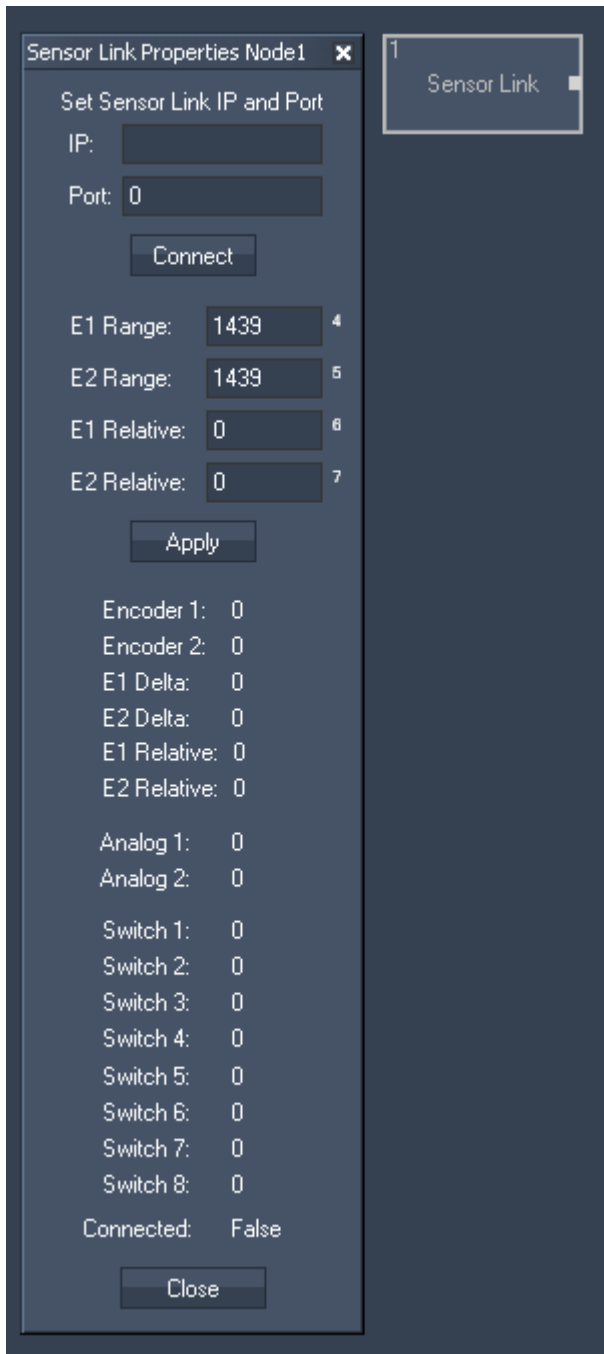 Sensor Link Properties Node1
Set Sensor Link IP and Port
IP:
Port: 0
Connect
E1 Range: 1439 4
E2 Range: 1439 5
E1 Relative: 0 6
E2 Relative: 0 7
Apply
Encoder 1: 0
Encoder 2: 0
E1 Delta: 0
E2 Delta: 0
E1 Relative: 0
E2 Relative: 0
Analog 1: 0
Analog 2: 0
Switch 1: 0
Switch 2: 0
Switch 3: 0
Switch 4: 0
Switch 5: 0
Switch 6: 0
Switch 7: 0
Switch 8: 0
Connected: False
Close
1
Sensor Link